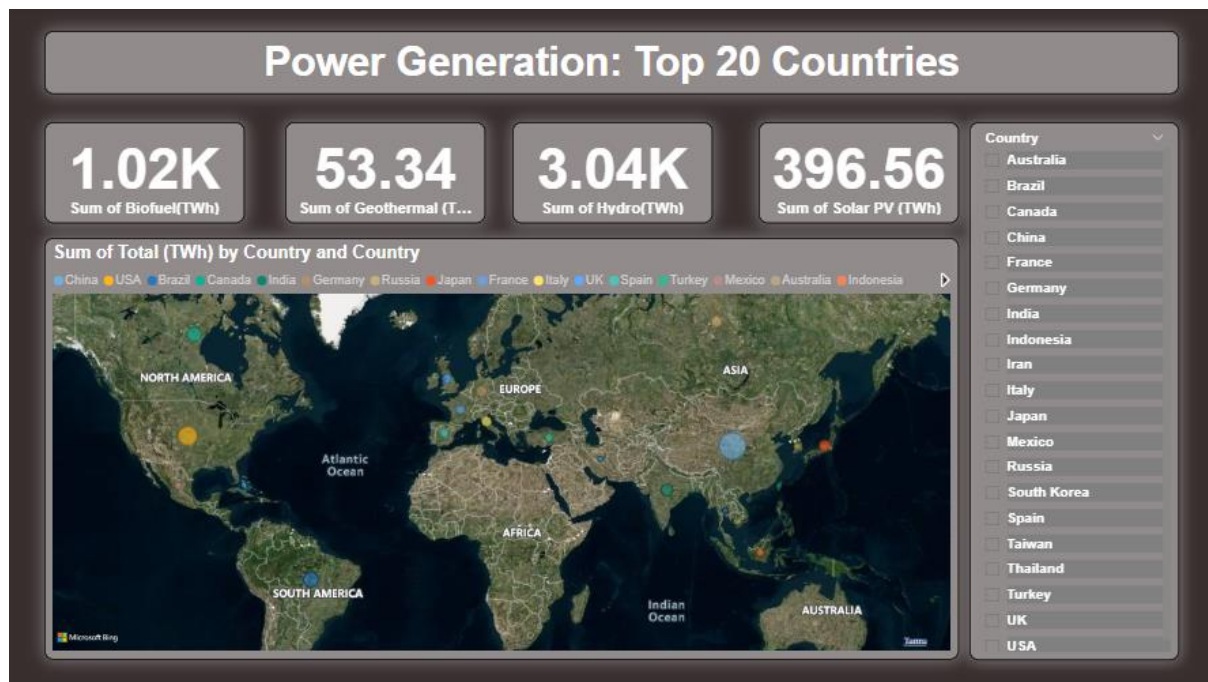 Power Generation: Top 20 Countries
1.02K
Sum of Biofuel(TWh)
53.34
Sum of Geothermal (T...
3.04K
Sum of Hydro(TWh)
396.56
Sum of Solar PV (TWh)
Sum of Total (TWh) by Country and Country
China USA Brazil Canada India Germany Russia Japan France Italy UK Spain Turkey Mexico Australia Indonesia
NORTH AMERICA
EUROPE
ASIA
Atlantic
Ocean
AFRICA
SOUTH AMERICA
Indian
Ocean
AUSTRALIA
Microsoft Bing
Terms
Country
Australia
Brazil
Canada
China
France
Germany
India
Indonesia
Iran
Italy
Japan
Mexico
Russia
South Korea
Spain
Taiwan
Thailand
Turkey
UK
USA